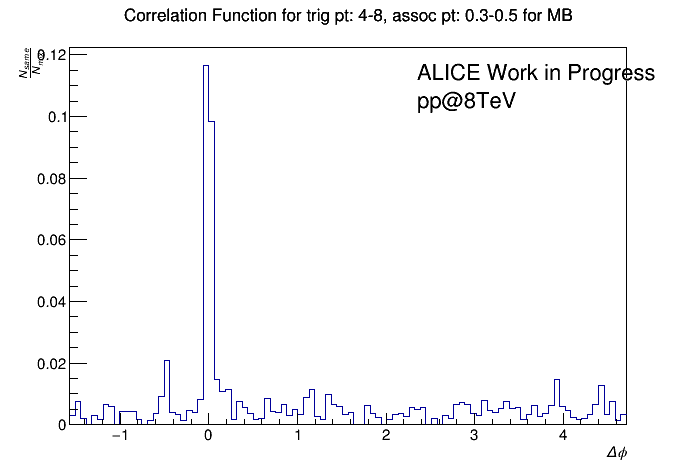 Correlation Function for trig pt: 4-8, assoc pt: 0.3-0.5 for MB
N_same
0.12
ALICE Work in Progress
pp@8TeV
0.1
0.08
0.06
0.04
0.02
0
−1 0 1 2 3 4
Δφ